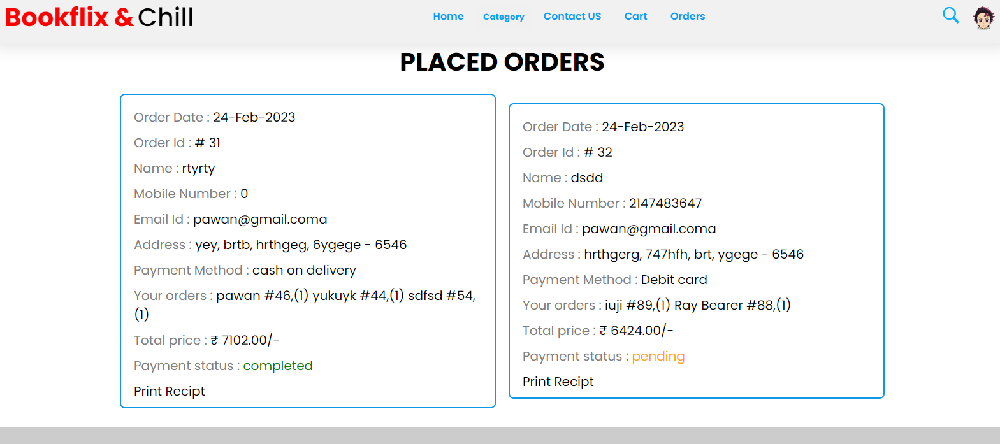 Bookflix & Chill
Home Category Contact US Cart Orders
PLACED ORDERS
Order Date : 24-Feb-2023
Order Id : # 31
Name : rtyrty
Mobile Number : 0
Email Id : pawan@gmail.coma
Address : yey, brtb, hrthgeg, 6ygege - 6546
Payment Method : cash on delivery
Your orders : pawan #46,(1) yukuyk #44,(1) sdfsd #54,
(1)
Total price : ₹ 7102.00/-
Payment status : completed
Print Recipt
Order Date : 24-Feb-2023
Order Id : # 32
Name : dsdd
Mobile Number : 2147483647
Email Id : pawan@gmail.coma
Address : hrthgerg, 747hfh, brt, ygege - 6546
Payment Method : Debit card
Your orders : iuji #89,(1) Ray Bearer #88,(1)
Total price : ₹ 6424.00/-
Payment status : pending
Print Recipt